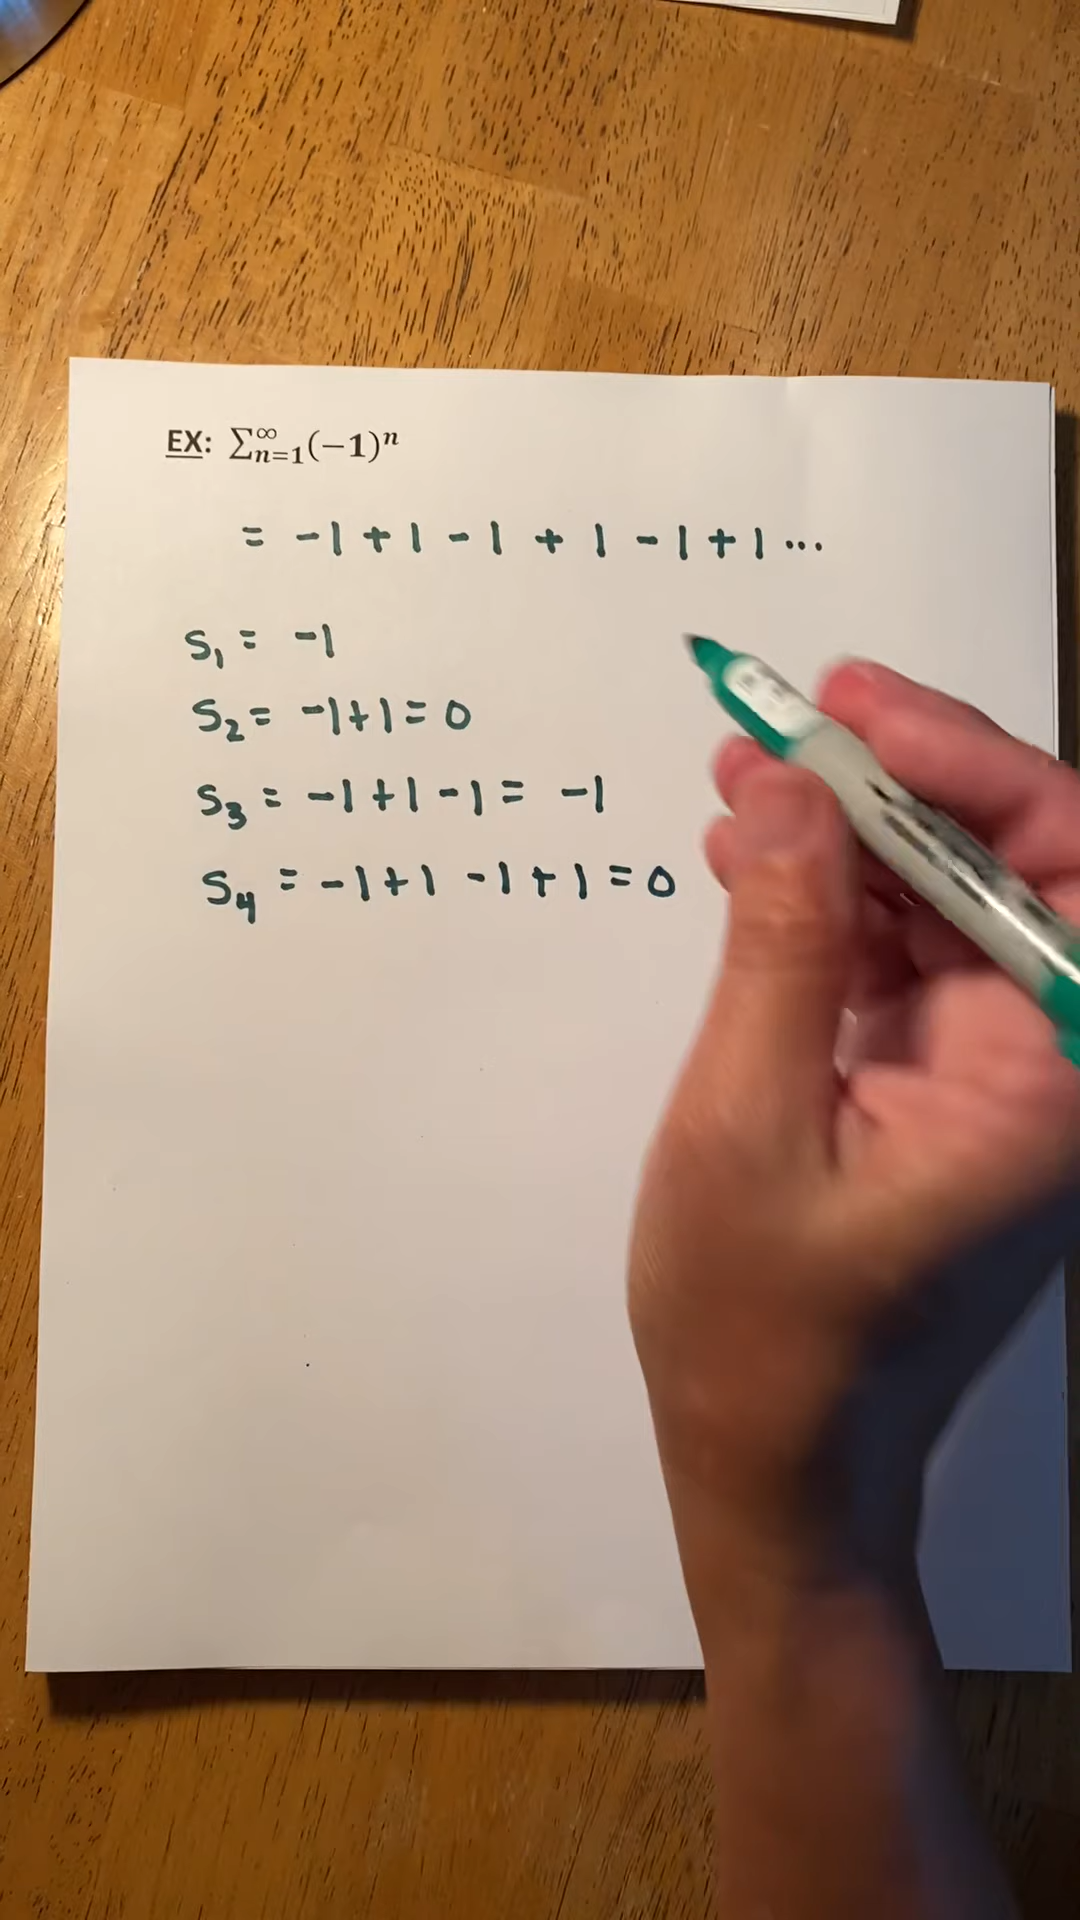 EX: ∑_{n=1}^{∞}(−1)^n
= -1 + 1 - 1 + 1 - 1 + 1 ...
S₁ = -1
S₂ = -1+1=0
S₃ = -1+1-1= -1
S₄ = -1+1 -1+1=0